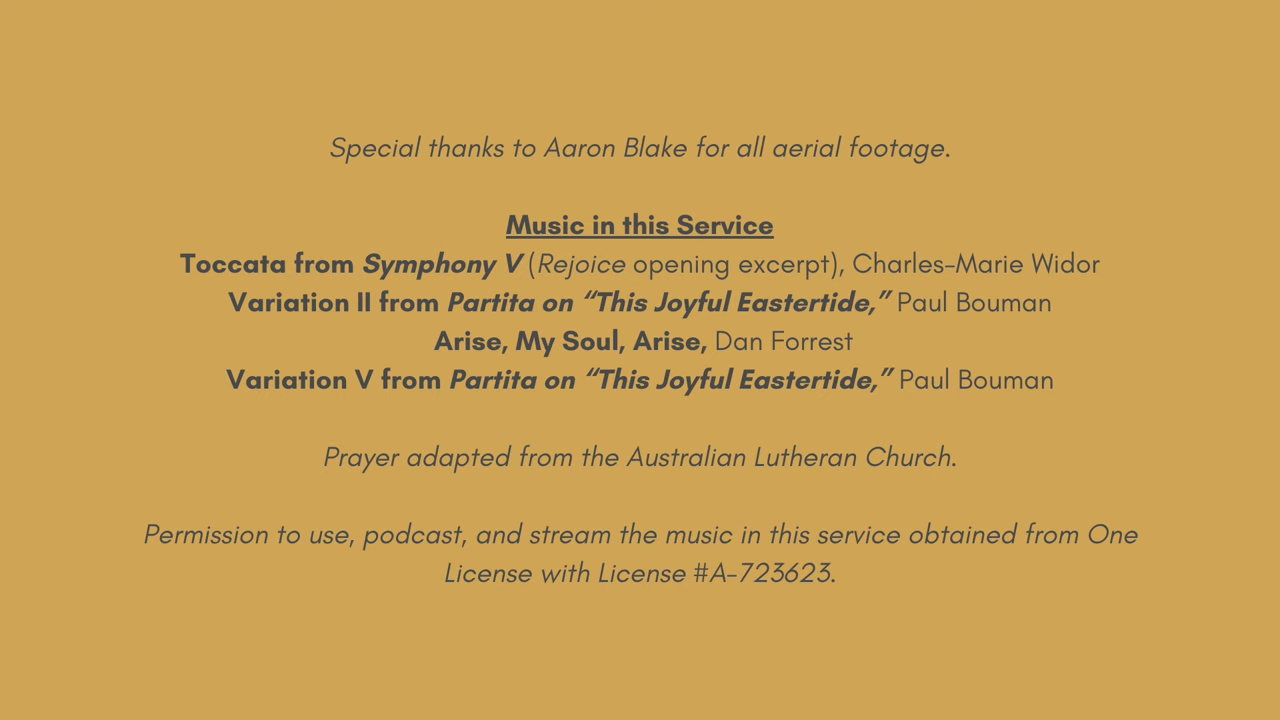 Special thanks to Aaron Blake for all aerial footage.
Music in this Service
Toccata from Symphony V (Rejoice opening excerpt), Charles-Marie Widor
Variation II from Partita on “This Joyful Eastertide,” Paul Bouman
Arise, My Soul, Arise, Dan Forrest
Variation V from Partita on “This Joyful Eastertide,” Paul Bouman
Prayer adapted from the Australian Lutheran Church.
Permission to use, podcast, and stream the music in this service obtained from One
License with License #A-723623.